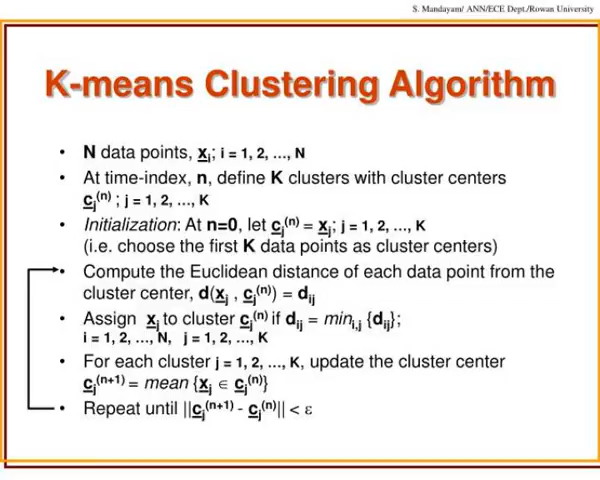 S. Mandayam/ ANN/ECE Dept./Rowan University
K-means Clustering Algorithm
• N data points, xi; i = 1, 2, …, N
• At time-index, n, define K clusters with cluster centers
cj(n) ; j = 1, 2, …, K
• Initialization: At n=0, let cj(n) = xj; j = 1, 2, …, K
(i.e. choose the first K data points as cluster centers)
• Compute the Euclidean distance of each data point from the
cluster center, d(xj , cj(n)) = dij
• Assign xj to cluster cj(n) if dij = mini,j {dij};
i = 1, 2, …, N, j = 1, 2, …, K
• For each cluster j = 1, 2, …, K, update the cluster center
cj(n+1) = mean {xj ∈ cj(n)}
• Repeat until ||cj(n+1) - cj(n)|| < ε